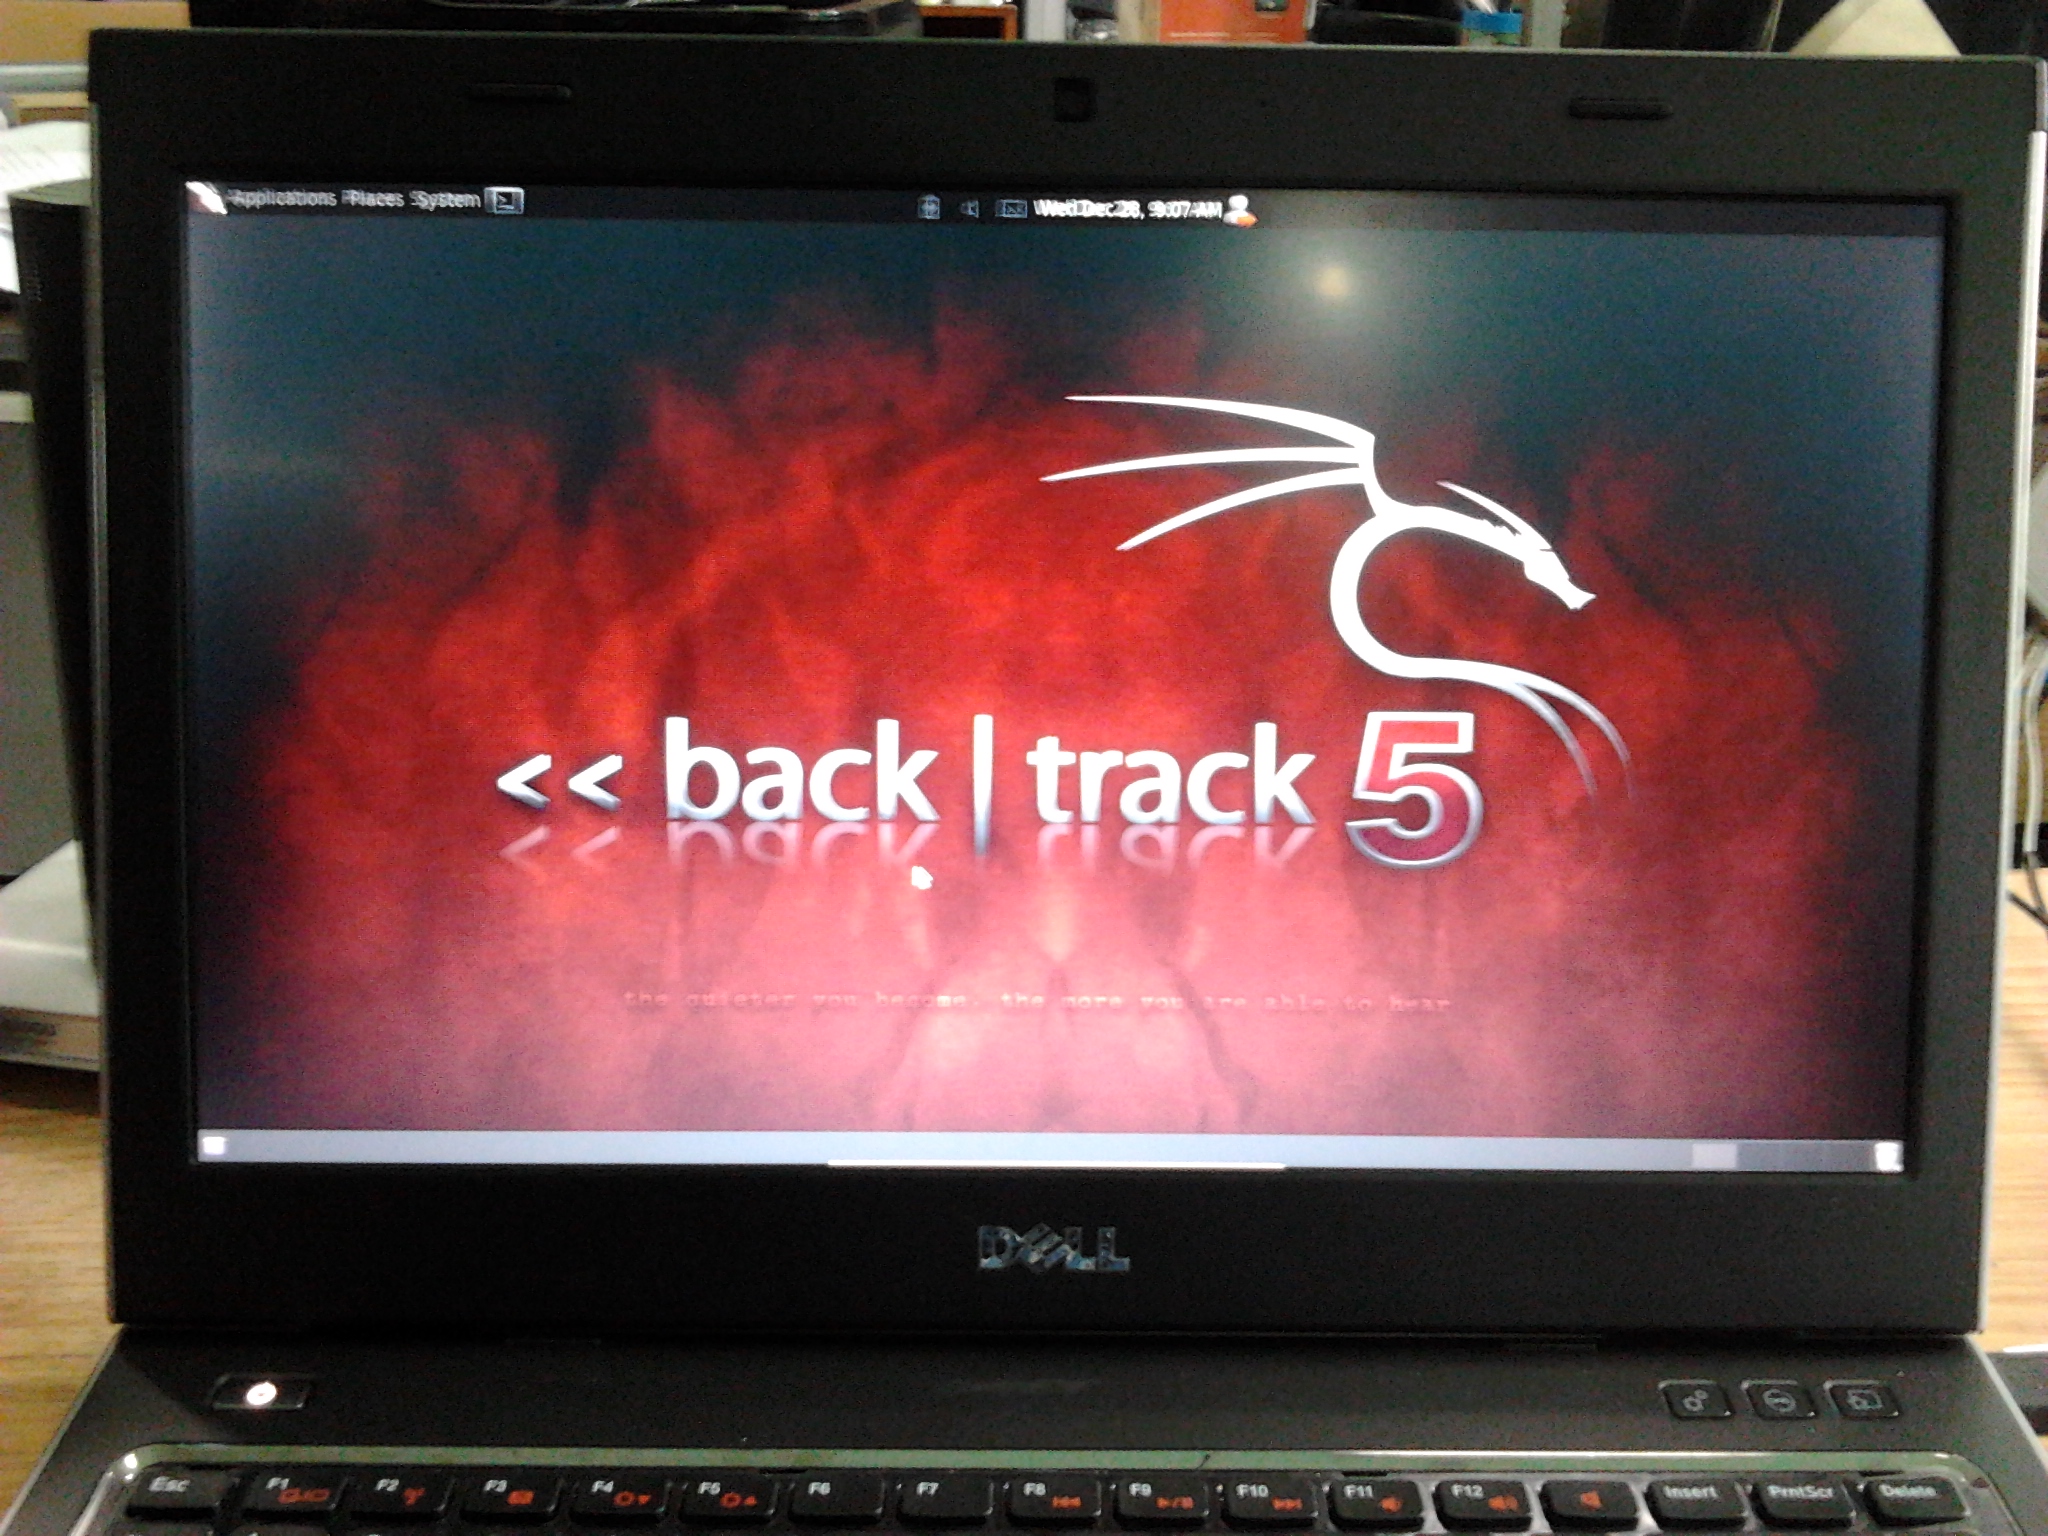 Applications Places System
Wed Dec 28, 9:07 AM
<< back | track 5
the quieter you become, the more you are able to hear
DELL
Esc F1 F2 F3 F4 F5 F6 F7 F8 F9 F10 F11 F12 Insert PrntScr Delete